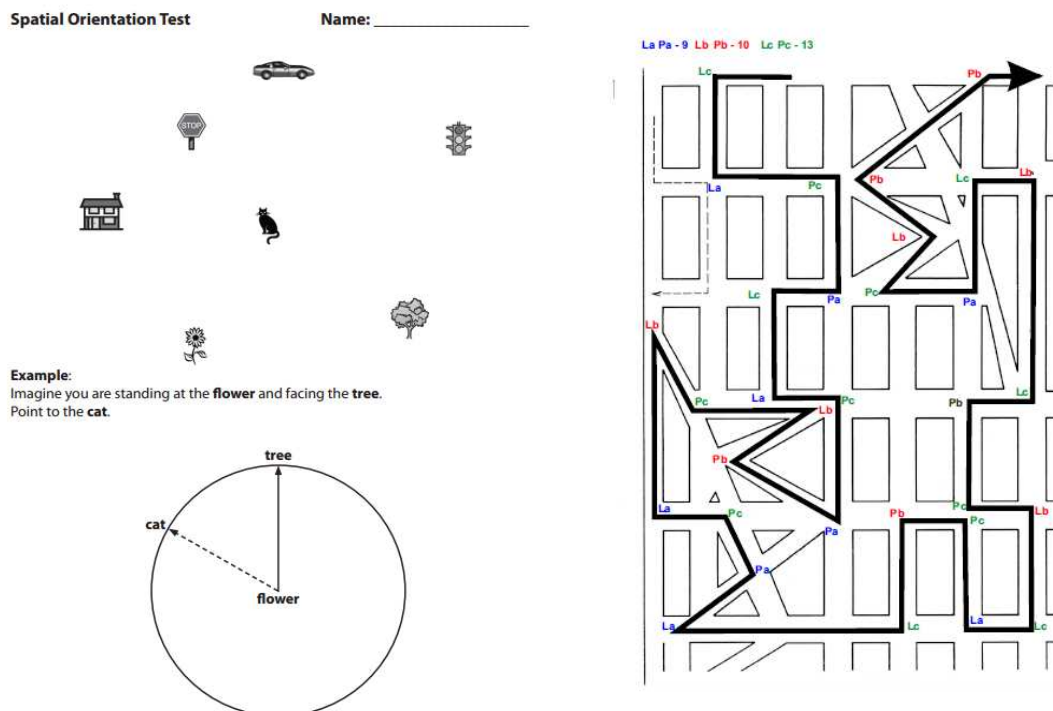 Spatial Orientation Test Name:
STOP
Example:
Imagine you are standing at the flower and facing the tree.
Point to the cat.
tree
cat
flower
La Pa - 9 Lb Pb - 10 Lc Pc - 13
Lc
Pb
La
Pc
Pb
Lc
Lb
Lb
Lc
Pa
Pc
Pa
Lb
La
Pc
Pb
Lc
Pc
Lb
Pb
La
Pc
Pa
Pb
Pc
Pc
Lb
Pa
La
Lc
La
Lc